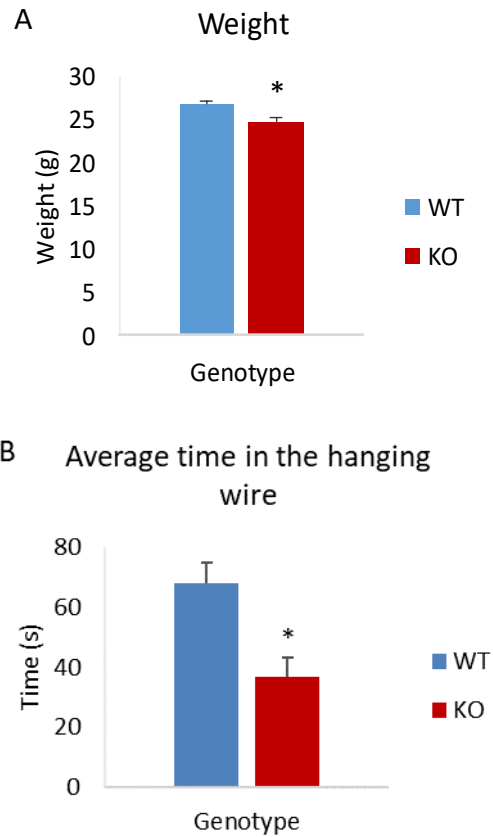 A
Weight
30
25
20
15
10
5
0
Weight (g)
*
WT
KO
Genotype
B
Average time in the hanging
wire
80
60
40
20
0
Time (s)
*
WT
KO
Genotype